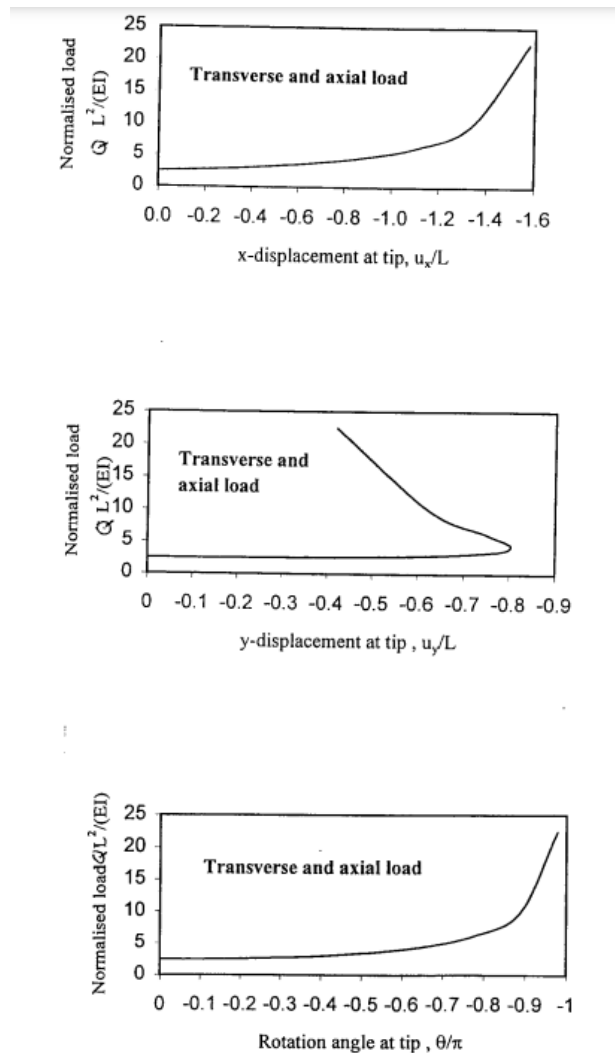 25
20
15
10
5
0
Normalised load
Q L²/(EI)
Transverse and axial load
0.0 -0.2 -0.4 -0.6 -0.8 -1.0 -1.2 -1.4 -1.6
x-displacement at tip, uₓ/L
25
20
15
10
5
0
Normalised load
Q L²/(EI)
Transverse and
axial load
0 -0.1 -0.2 -0.3 -0.4 -0.5 -0.6 -0.7 -0.8 -0.9
y-displacement at tip , u_y/L
25
20
15
10
5
0
Normalised load Q L²/(EI)
Transverse and axial load
0 -0.1 -0.2 -0.3 -0.4 -0.5 -0.6 -0.7 -0.8 -0.9 -1
Rotation angle at tip , θ/π